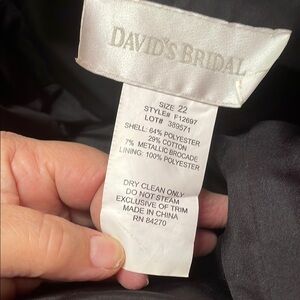 DAVID'S BRIDAL
SIZE 22
STYLE# F12697
LOT# 389571
SHELL: 64% POLYESTER
29% COTTON
7% METALLIC BROCADE
LINING: 100% POLYESTER
DRY CLEAN ONLY
DO NOT STEAM
EXCLUSIVE OF TRIM
MADE IN CHINA
RN 84270